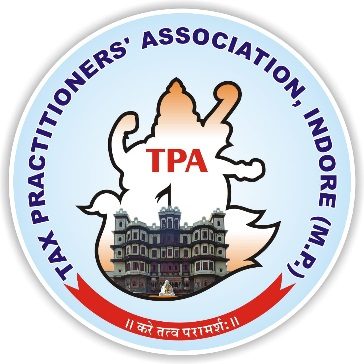 TAX PRACTITIONERS' ASSOCIATION, INDORE (M.P.)
TPA
॥ करे तत्व परामर्शः ॥